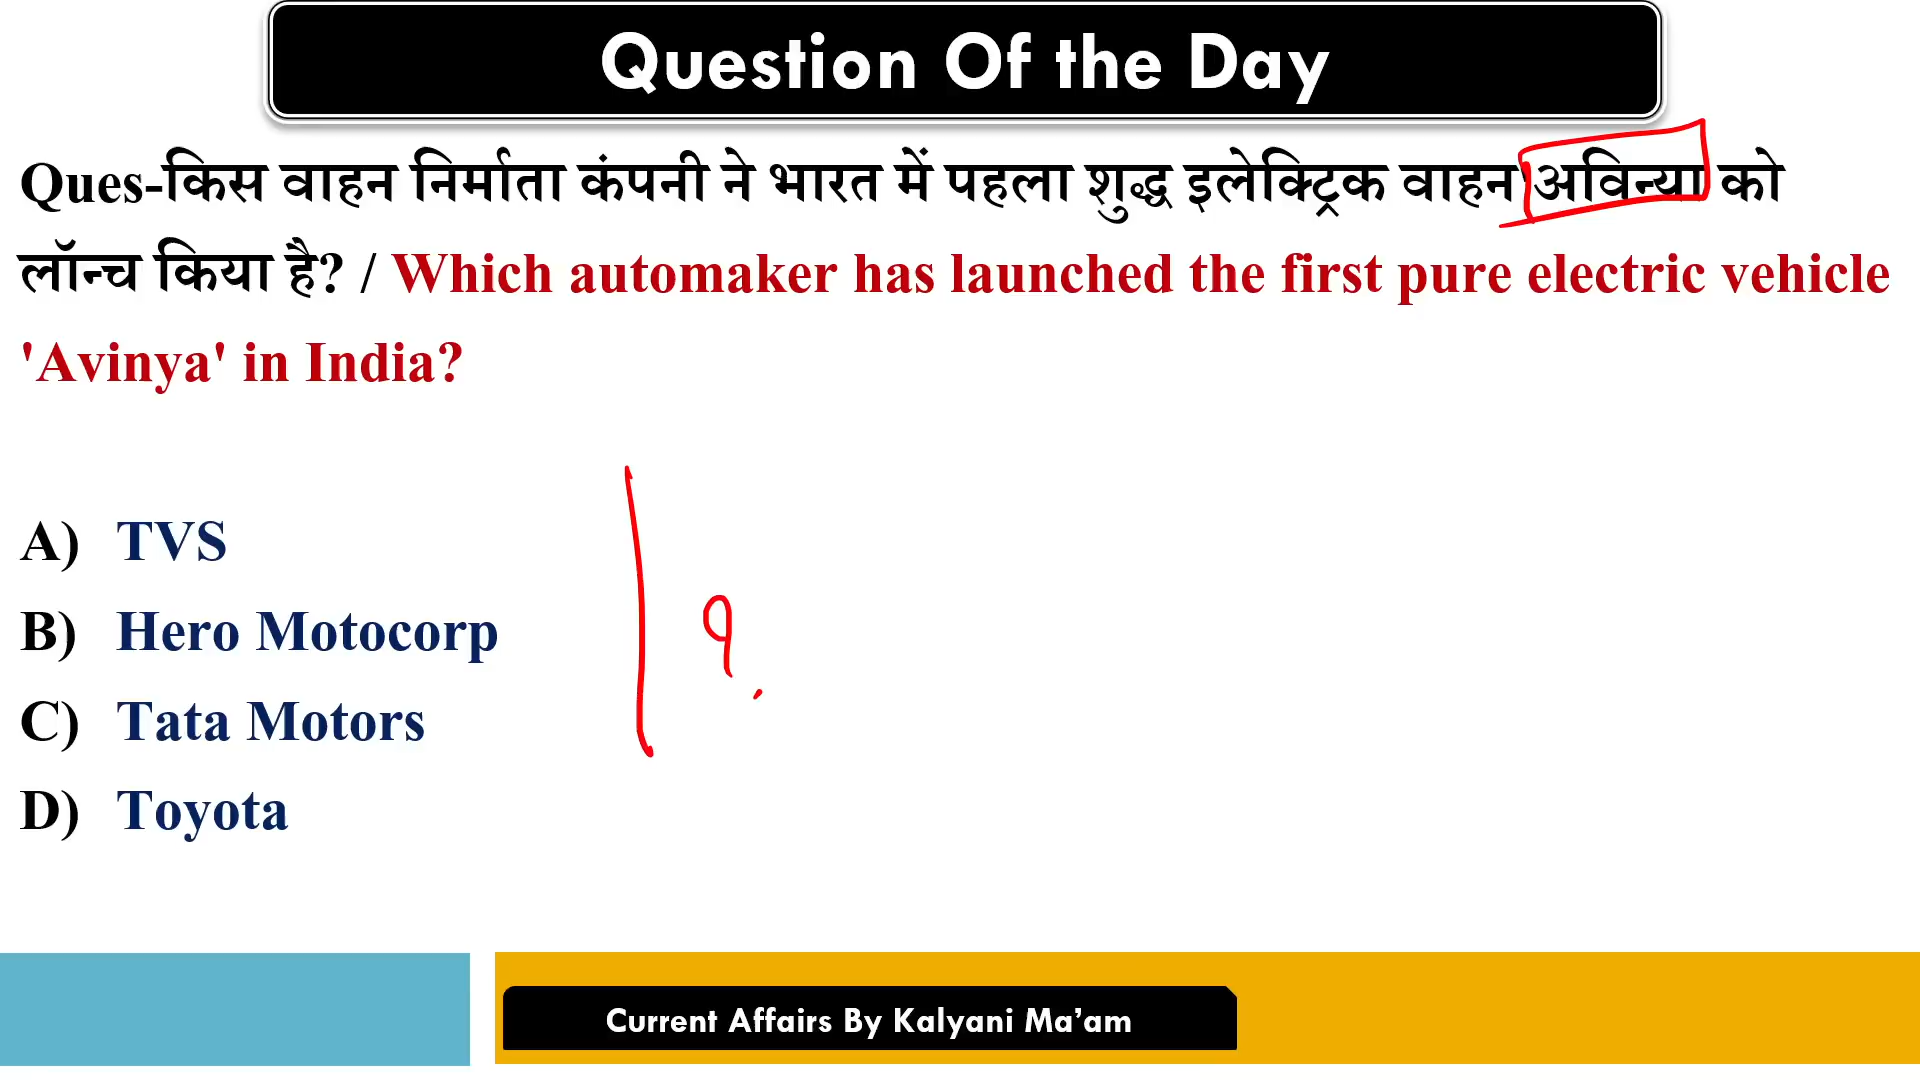 Question Of the Day
Ques-किस वाहन निर्माता कंपनी ने भारत में पहला शुद्ध इलेक्ट्रिक वाहन अविन्या को
लॉन्च किया है? / Which automaker has launched the first pure electric vehicle
'Avinya' in India?
A) TVS
B) Hero Motocorp
C) Tata Motors
D) Toyota
Current Affairs By Kalyani Ma’am